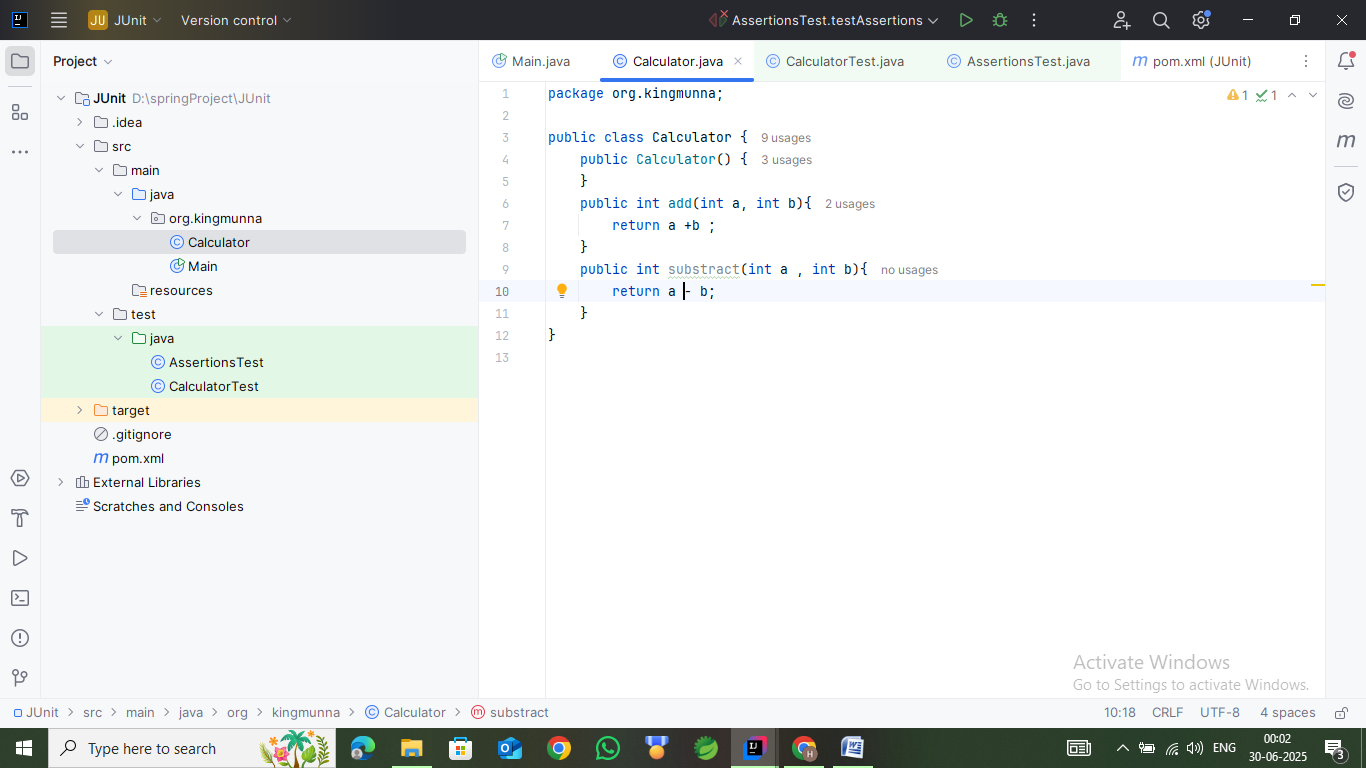 JU JUnit Version control AssertionsTest.testAssertions
Project
Main.java Calculator.java CalculatorTest.java AssertionsTest.java m pom.xml (JUnit)
JUnit D:\springProject\JUnit
.idea
src
main
java
org.kingmunna
Calculator
Main
resources
test
java
AssertionsTest
CalculatorTest
target
.gitignore
m pom.xml
External Libraries
Scratches and Consoles
1 package org.kingmunna;
1 1
2
3 public class Calculator { 9 usages
4 public Calculator() { 3 usages
5 }
6 public int add(int a, int b){ 2 usages
7 return a +b ;
8 }
9 public int substract(int a , int b){ no usages
10 return a - b;
11 }
12 }
13
m
Activate Windows
Go to Settings to activate Windows.
JUnit > src > main > java > org > kingmunna > Calculator > substract 10:18 CRLF UTF-8 4 spaces
Type here to search
ENG
00:02
30-06-2025
3